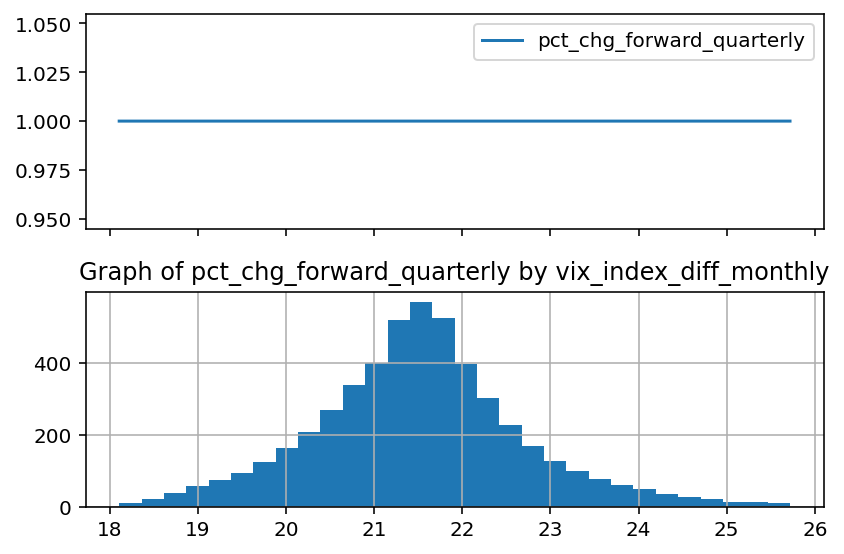 1.050
pct_chg_forward_quarterly
1.025
1.000
0.975
0.950
Graph of pct_chg_forward_quarterly by vix_index_diff_monthly
400
200
0
18 19 20 21 22 23 24 25 26